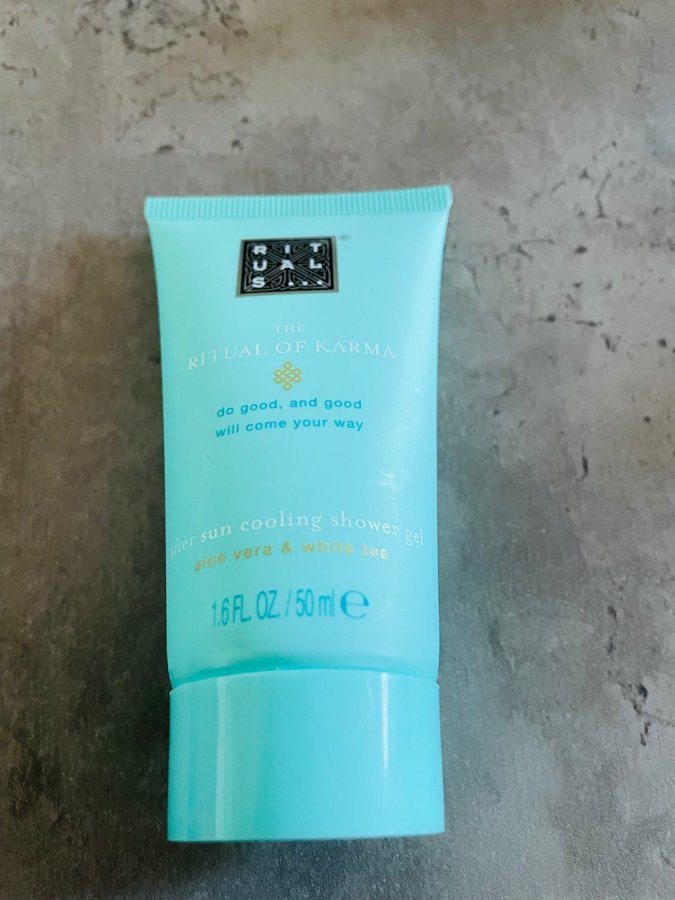 RIT
UAL
S...
®
THE
RITUAL OF KARMA
do good, and good
will come your way
after sun cooling shower gel
aloe vera & white tea
1.6 FL. OZ. / 50 ml ℮